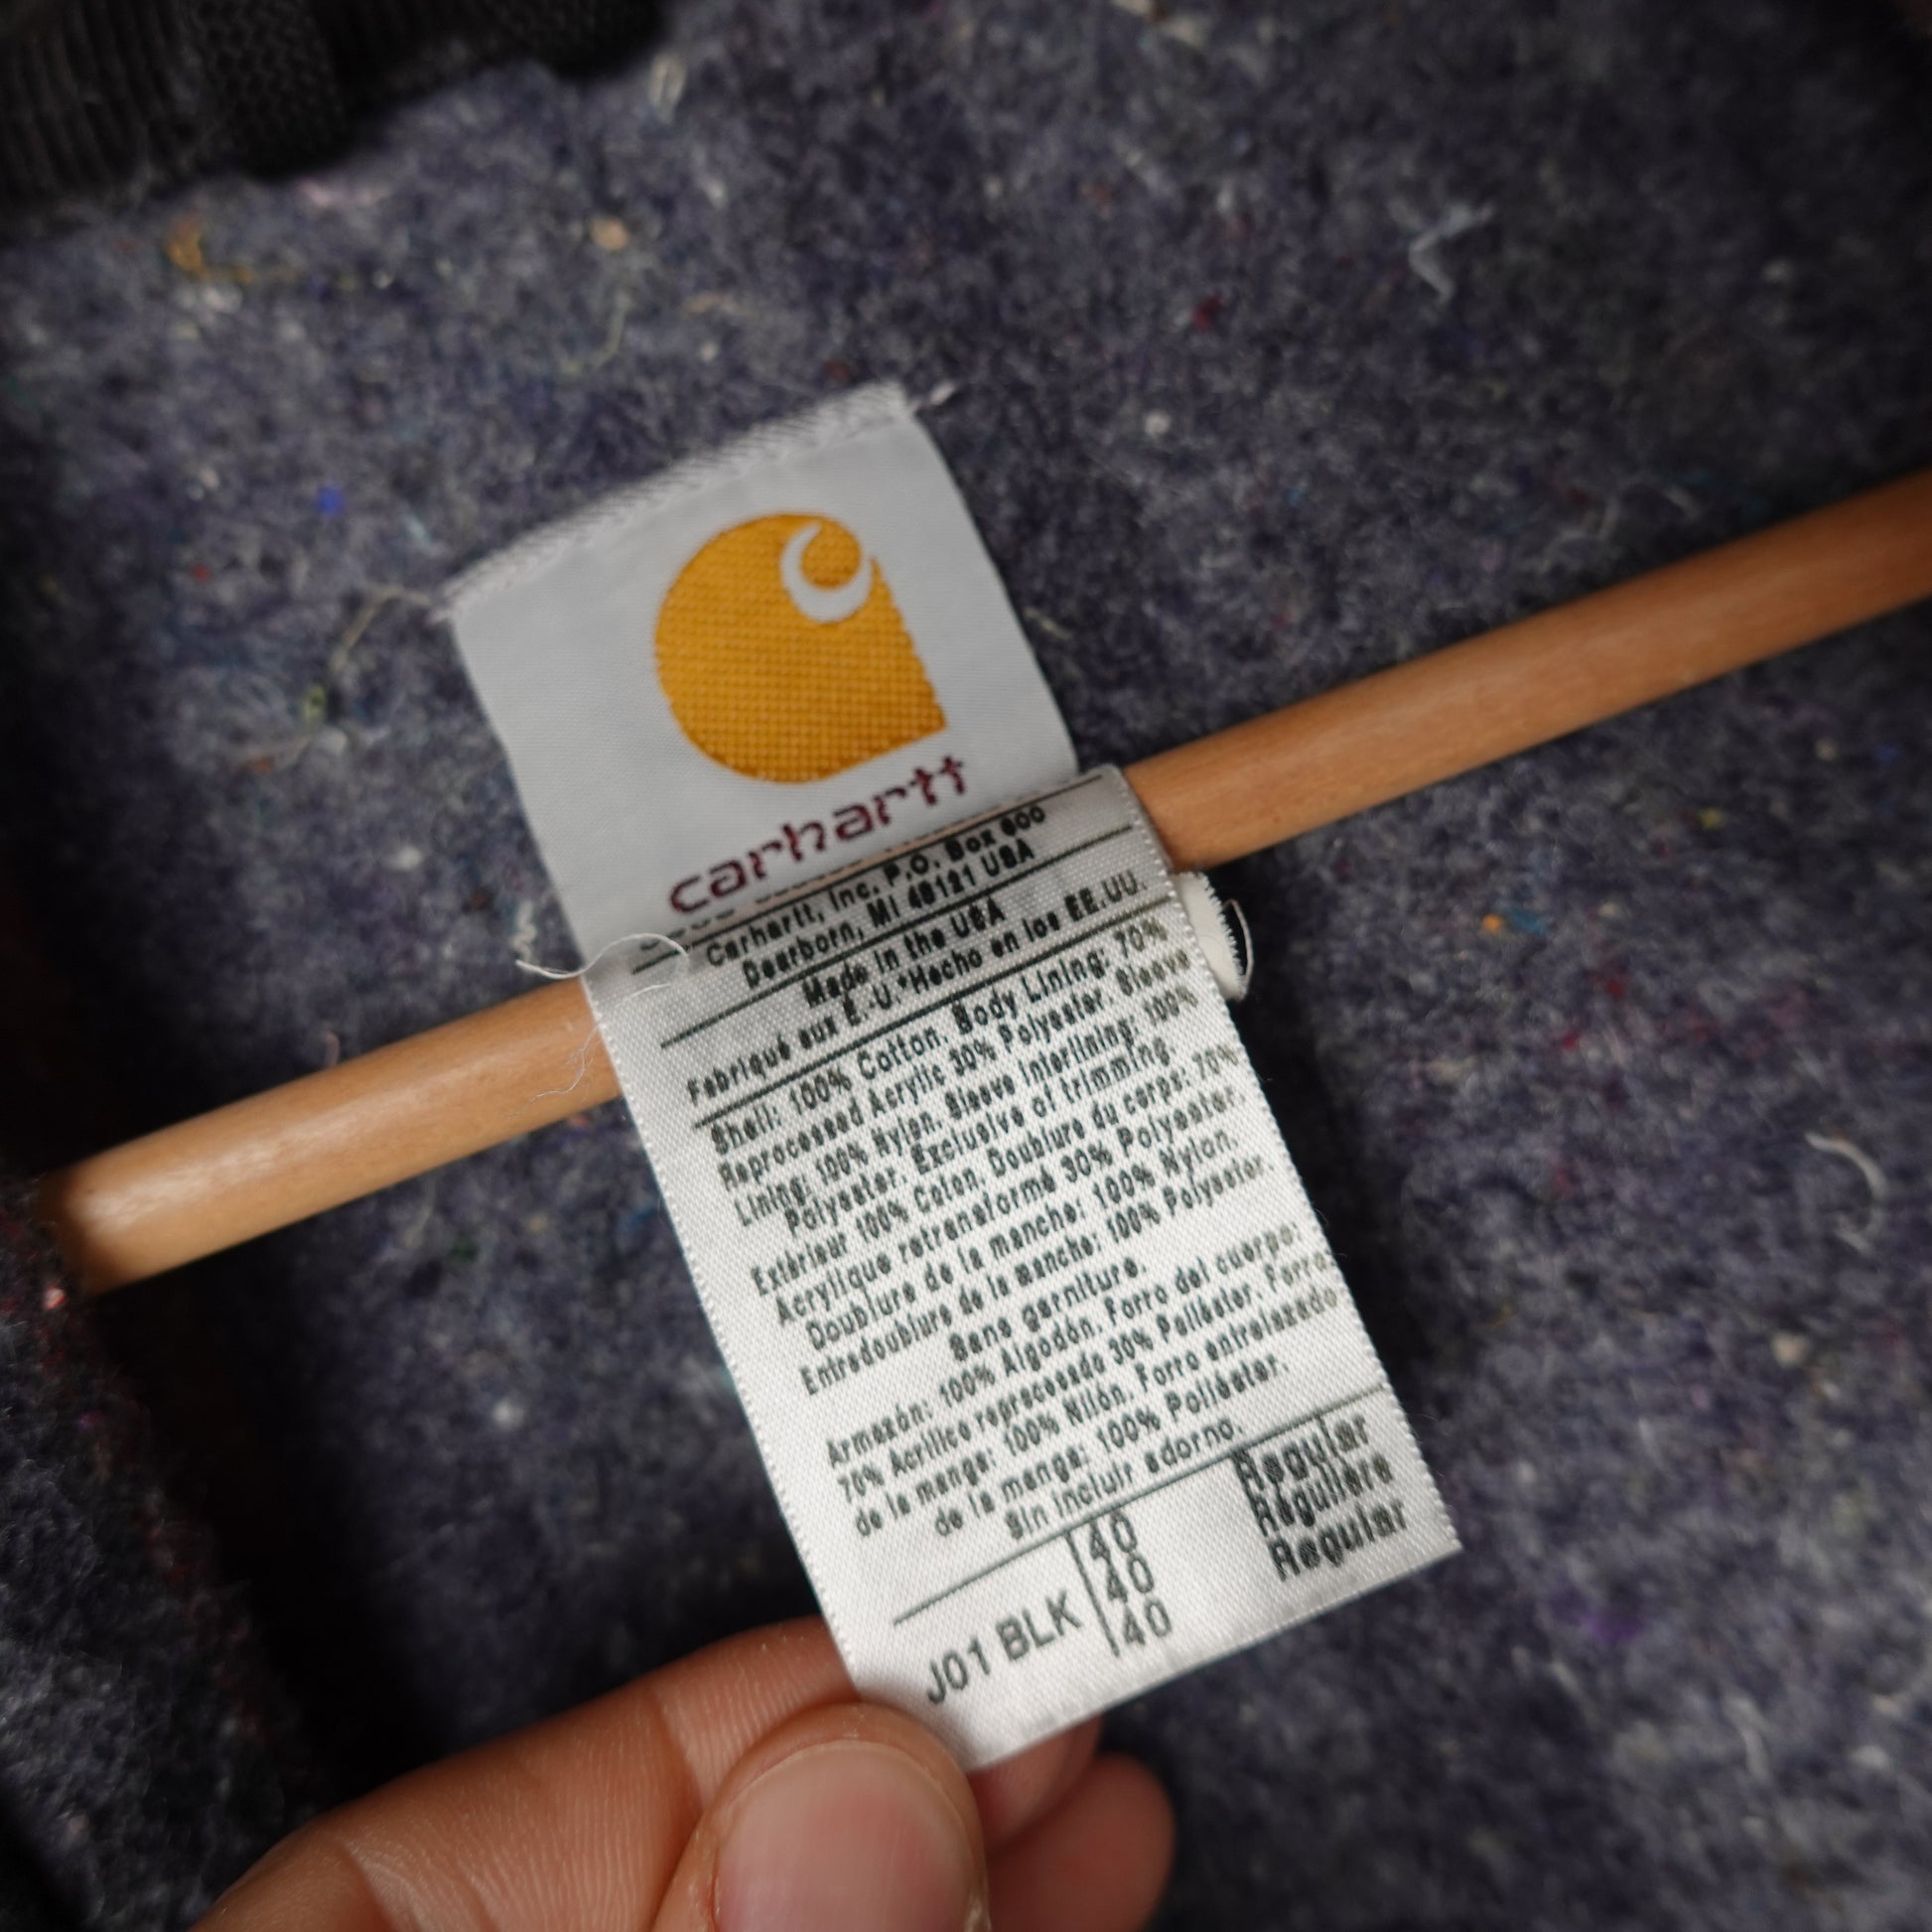 carhartt
Carhartt, Inc. P.O. Box 600
Dearborn, MI 48121 USA
Made in the USA
Fabriqué aux É.-U.*Hecho en los EE.UU.
Shell: 100% Cotton. Body Lining: 70%
Reprocessed Acrylic 30% Polyester. Sleeve
Lining: 100% Nylon. Sleeve Interlining: 100%
Polyester. Exclusive of trimming.
Extérieur 100% Coton. Doublure du corps: 70%
Acrylique retransformé 30% Polyester.
Doublure de la manche: 100% Nylon.
Entredoublure de la manche: 100% Polyester.
Sans garniture.
Armazón: 100% Algodón. Forro del cuerpo:
70% Acrílico reprocesado 30% Poliéster. Forro
de la manga: 100% Nilón. Forro entrelazado
de la manga: 100% Poliéster.
Sin incluir adorno.
J01 BLK
40
40
40
Regular
Régulière
Regular